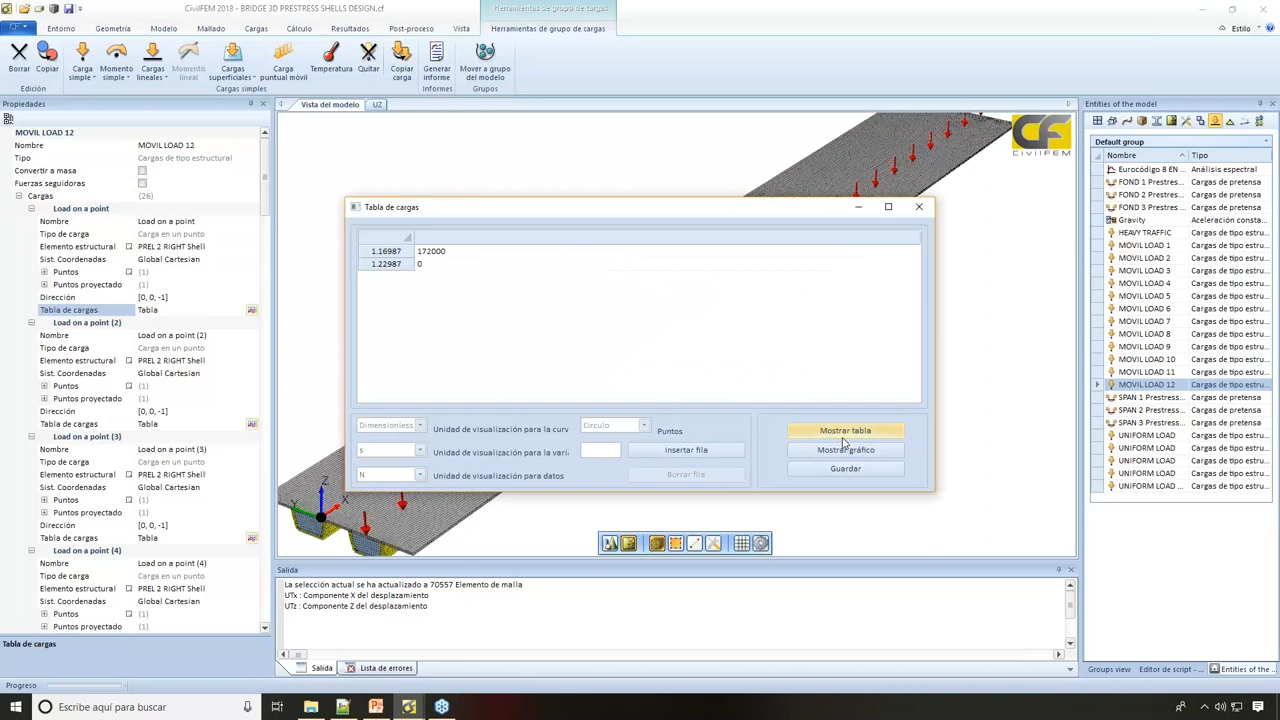 CivilFEM 2018 - BRIDGE 3D PRESTRESS SHELLS DESIGN.cf
Herramientas de grupo de cargas
CF
Entorno
Geometría
Modelo
Mallado
Cargas
Cálculo
Resultados
Post-proceso
Vista
Herramientas de grupo de cargas
Estilo
Borrar
Copiar
Carga simple
Momento simple
Cargas lineales
Momento lineal
Cargas superficiales
Carga puntual móvil
Temperatura
Quitar
Copiar carga
Generar informe
Mover a grupo del modelo
Edición
Cargas simples
Informes
Grupos
Propiedades
MOVIL LOAD 12
Nombre MOVIL LOAD 12
Tipo Cargas de tipo estructural
Convertir a masa
Fuerzas seguidoras
Cargas (26)
Load on a point
Nombre Load on a point
Tipo de carga Carga en un punto
Elemento estructural PREL 2 RIGHT Shell
Sist. Coordenadas Global Cartesian
Puntos (1)
Puntos proyectado (1)
Dirección [0, 0, -1]
Tabla de cargas Tabla
Load on a point (2)
Nombre Load on a point (2)
Tipo de carga Carga en un punto
Elemento estructural PREL 2 RIGHT Shell
Sist. Coordenadas Global Cartesian
Puntos (1)
Puntos proyectado (1)
Dirección [0, 0, -1]
Tabla de cargas Tabla
Load on a point (3)
Nombre Load on a point (3)
Tipo de carga Carga en un punto
Elemento estructural PREL 2 RIGHT Shell
Sist. Coordenadas Global Cartesian
Puntos (1)
Puntos proyectado (1)
Dirección [0, 0, -1]
Tabla de cargas Tabla
Load on a point (4)
Nombre Load on a point (4)
Tipo de carga Carga en un punto
Elemento estructural PREL 2 RIGHT Shell
Sist. Coordenadas Global Cartesian
Puntos (1)
Puntos proyectado (1)
Tabla de cargas
Vista del modelo
UZ
CIVILFEM
Z
Y
X
Tabla de cargas
1.16987 172000
1.22987 0
Dimensionless Unidad de visualización para la curv
Circulo Puntos
s Unidad de visualización para la varia
Insertar fila
N Unidad de visualización para datos
Borrar fila
Mostrar tabla
Mostrar gráfico
Guardar
Salida
La selección actual se ha actualizado a 70557 Elemento de malla
UTx : Componente X del desplazamiento
UTz : Componente Z del desplazamiento
Salida
Lista de errores
Entities of the model
Default group
Nombre Tipo
Eurocódigo 8 EN ... Análisis espectral
FOND 1 Prestres... Cargas de pretensa
FOND 2 Prestres... Cargas de pretensa
FOND 3 Prestres... Cargas de pretensa
Gravity Aceleración consta...
HEAVY TRAFFIC Cargas de tipo estru...
MOVIL LOAD 1 Cargas de tipo estru...
MOVIL LOAD 2 Cargas de tipo estru...
MOVIL LOAD 3 Cargas de tipo estru...
MOVIL LOAD 4 Cargas de tipo estru...
MOVIL LOAD 5 Cargas de tipo estru...
MOVIL LOAD 6 Cargas de tipo estru...
MOVIL LOAD 7 Cargas de tipo estru...
MOVIL LOAD 8 Cargas de tipo estru...
MOVIL LOAD 9 Cargas de tipo estru...
MOVIL LOAD 10 Cargas de tipo estru...
MOVIL LOAD 11 Cargas de tipo estru...
MOVIL LOAD 12 Cargas de tipo estru...
SPAN 1 Prestress... Cargas de pretensa
SPAN 2 Prestress... Cargas de pretensa
SPAN 3 Prestress... Cargas de pretensa
UNIFORM LOAD Cargas de tipo estru...
UNIFORM LOAD Cargas de tipo estru...
UNIFORM LOAD Cargas de tipo estru...
UNIFORM LOAD Cargas de tipo estru...
UNIFORM LOAD ... Cargas de tipo estru...
Groups view
Editor de script - ...
Entities of the...
Progreso
Escribe aquí para buscar